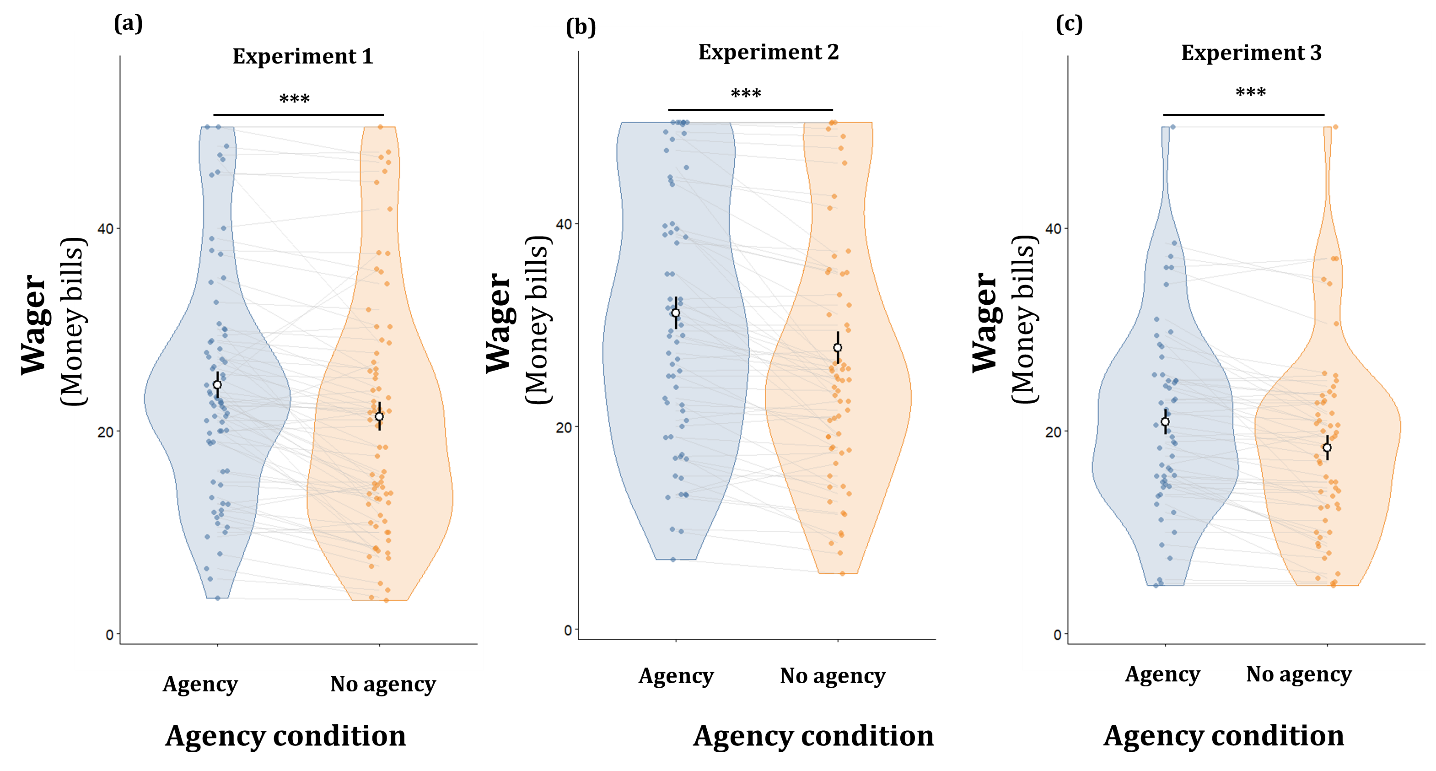 (a)
Experiment 1
***
40
20
0
Wager
(Money bills)
Agency No agency
Agency condition
(b)
Experiment 2
***
40
20
0
Wager
(Money bills)
Agency No agency
Agency condition
(c)
Experiment 3
***
40
20
0
Wager
(Money bills)
Agency No agency
Agency condition